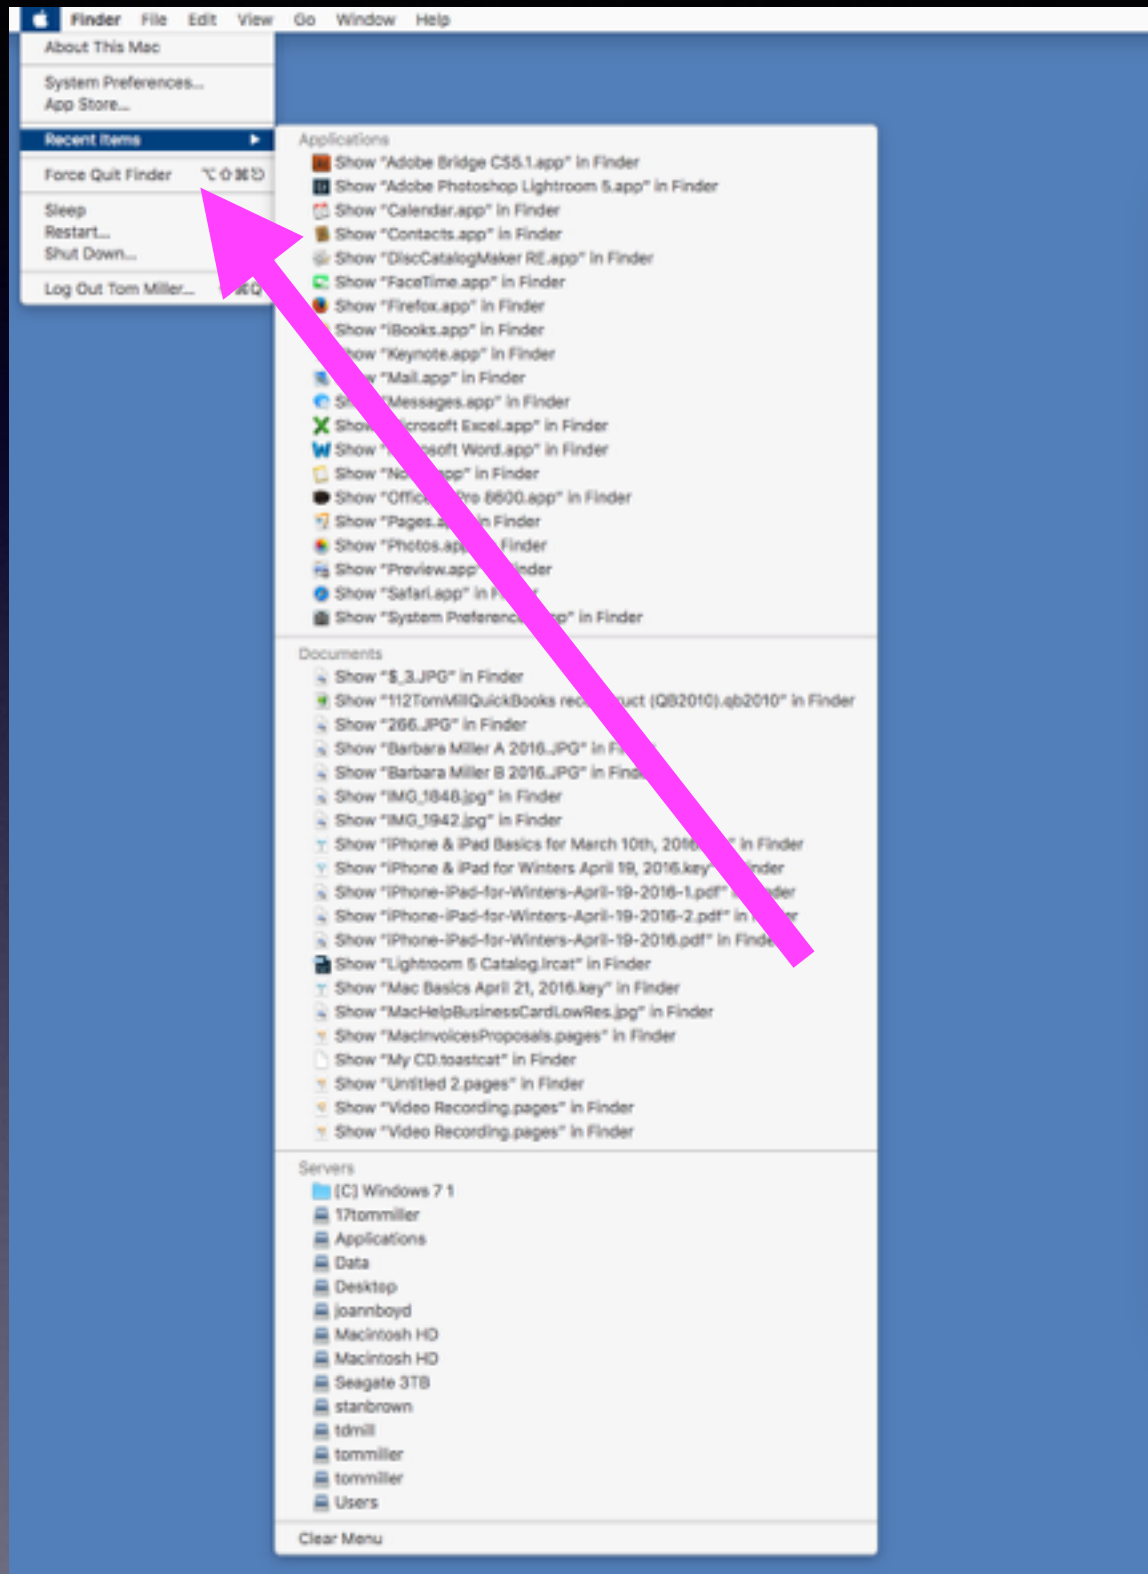 Finder File Edit View Go Window Help
About This Mac
System Preferences...
App Store...
Recent Items
Force Quit Finder ⌥⇧⌘⎋
Sleep
Restart...
Shut Down...
Log Out Tom Miller... ⌘Q
Applications
Show "Adobe Bridge CS5.1.app" in Finder
Show "Adobe Photoshop Lightroom 5.app" in Finder
Show "Calendar.app" in Finder
Show "Contacts.app" in Finder
Show "DiscCatalogMaker RE.app" in Finder
Show "FaceTime.app" in Finder
Show "Firefox.app" in Finder
Show "iBooks.app" in Finder
"Keynote.app" in Finder
"Mail.app" in Finder
"Messages.app" in Finder
Show Excel.app" in Finder
Show Word.app" in Finder
Show in Finder
Show Pro 8600.app" in Finder
Show in Finder
Show Finder
Show "Preview.app"
Show "Safari.app" in
Show "System in Finder
Documents
Show "$_3.JPG" in Finder
Show "112TomMillQuickBooks (QB2010).qb2010" in Finder
Show "266.JPG" in Finder
Show "Barbara Miller A 2016.JPG" in
Show "Barbara Miller B 2016.JPG" in
Show "IMG_1848.jpg" in Finder
Show "IMG_1942.jpg" in Finder
Show "iPhone & iPad Basics for March 10th, in Finder
Show "iPhone & iPad for Winters April 19, 2016.key"
Show "iPhone-iPad-for-Winters-April-19-2016-1.pdf"
Show "iPhone-iPad-for-Winters-April-19-2016-2.pdf" in
Show "iPhone-iPad-for-Winters-April-19-2016.pdf" in
Show "Lightroom 5 Catalog.lrcat" in Finder
Show "Mac Basics April 21, 2016.key" in Finder
Show "MacHelpBusinessCardLowRes.jpg" in Finder
Show "MacInvoicesProposals.pages" in Finder
Show "My CD.toastcat" in Finder
Show "Untitled 2.pages" in Finder
Show "Video Recording.pages" in Finder
Show "Video Recording.pages" in Finder
Servers
[C] Windows 7 1
17tommiller
Applications
Data
Desktop
joannboyd
Macintosh HD
Macintosh HD
Seagate 3TB
stanbrown
tdmill
tommiller
tommiller
Users
Clear Menu